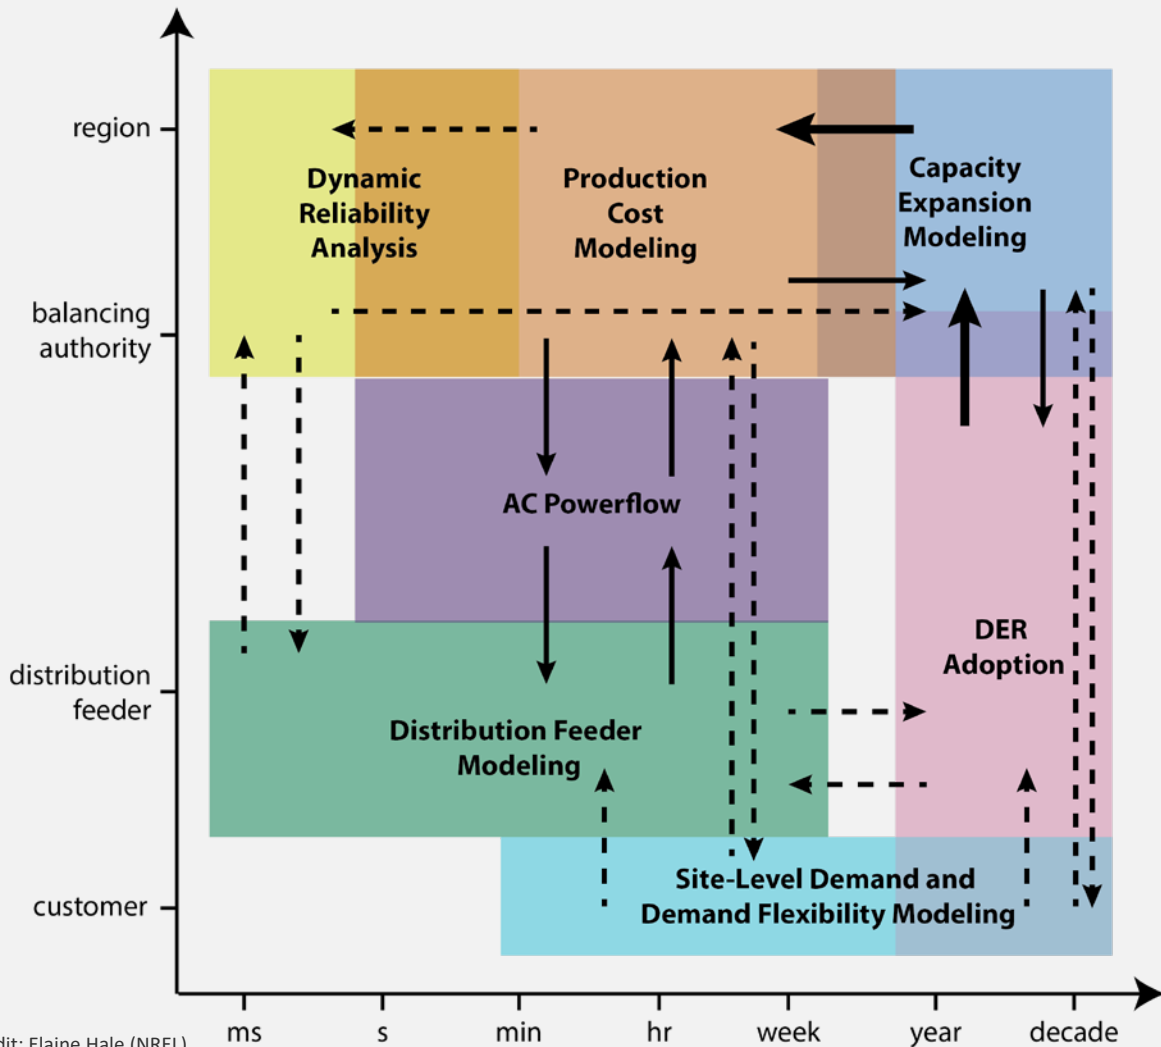 region
Dynamic
Reliability
Analysis
Production
Cost
Modeling
Capacity
Expansion
Modeling
balancing
authority
AC Powerflow
DER
Adoption
distribution
feeder
Distribution Feeder
Modeling
Site-Level Demand and
Demand Flexibility Modeling
customer
ms
s
min
hr
week
year
decade
dit: Elaine Hale (NREL)